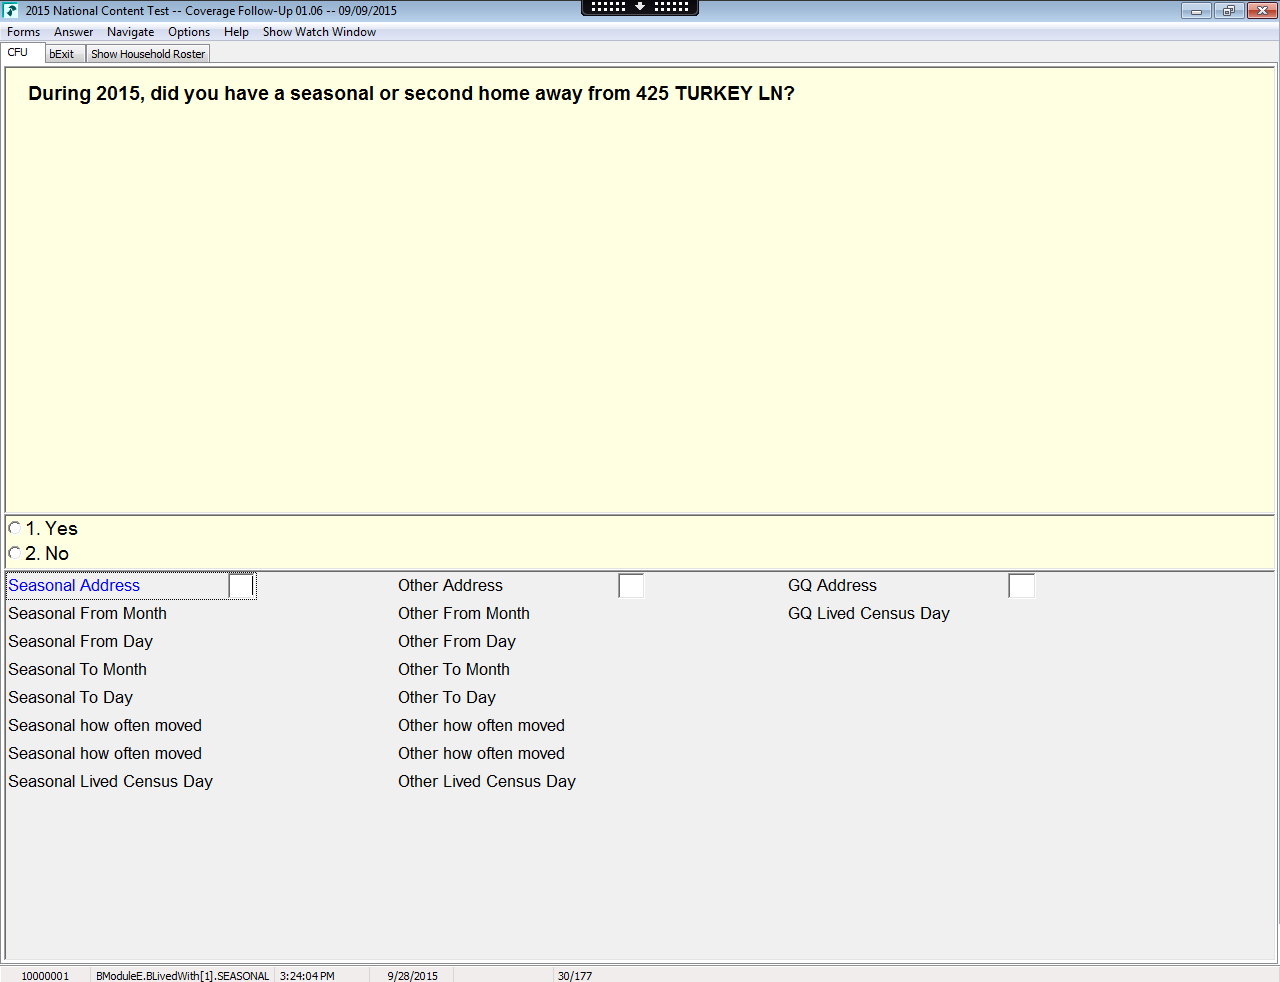 2015 National Content Test -- Coverage Follow-Up 01.06 -- 09/09/2015
Forms Answer Navigate Options Help Show Watch Window
CFU bExit Show Household Roster
During 2015, did you have a seasonal or second home away from 425 TURKEY LN?
1. Yes
2. No
Seasonal Address Other Address GQ Address
Seasonal From Month Other From Month GQ Lived Census Day
Seasonal From Day Other From Day
Seasonal To Month Other To Month
Seasonal To Day Other To Day
Seasonal how often moved Other how often moved
Seasonal how often moved Other how often moved
Seasonal Lived Census Day Other Lived Census Day
10000001 BModuleE.BLivedWith[1].SEASONAL 3:24:04 PM 9/28/2015 30/177